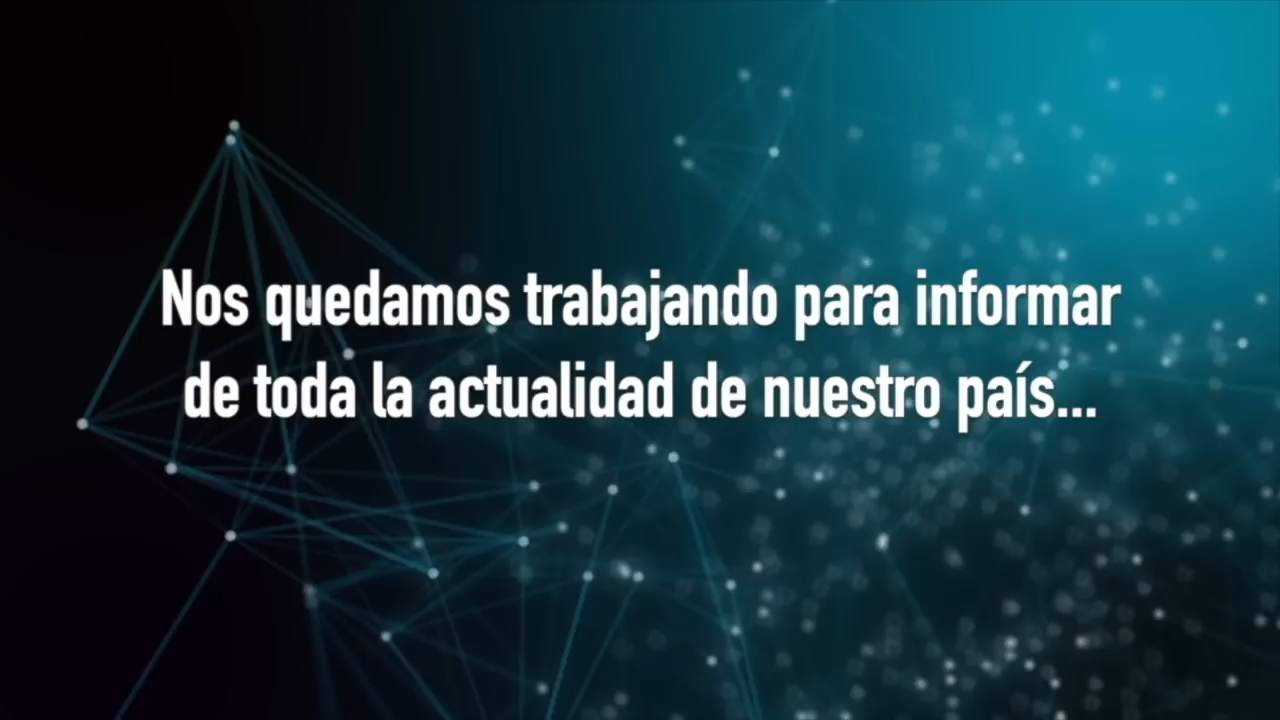 Nos quedamos trabajando para informar
de toda la actualidad de nuestro país...